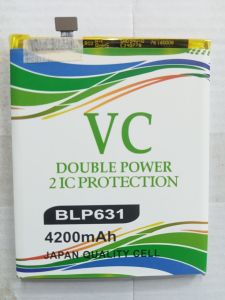 VC
DOUBLE POWER
2 IC PROTECTION
BLP631
4200mAh
JAPAN QUALITY CELL